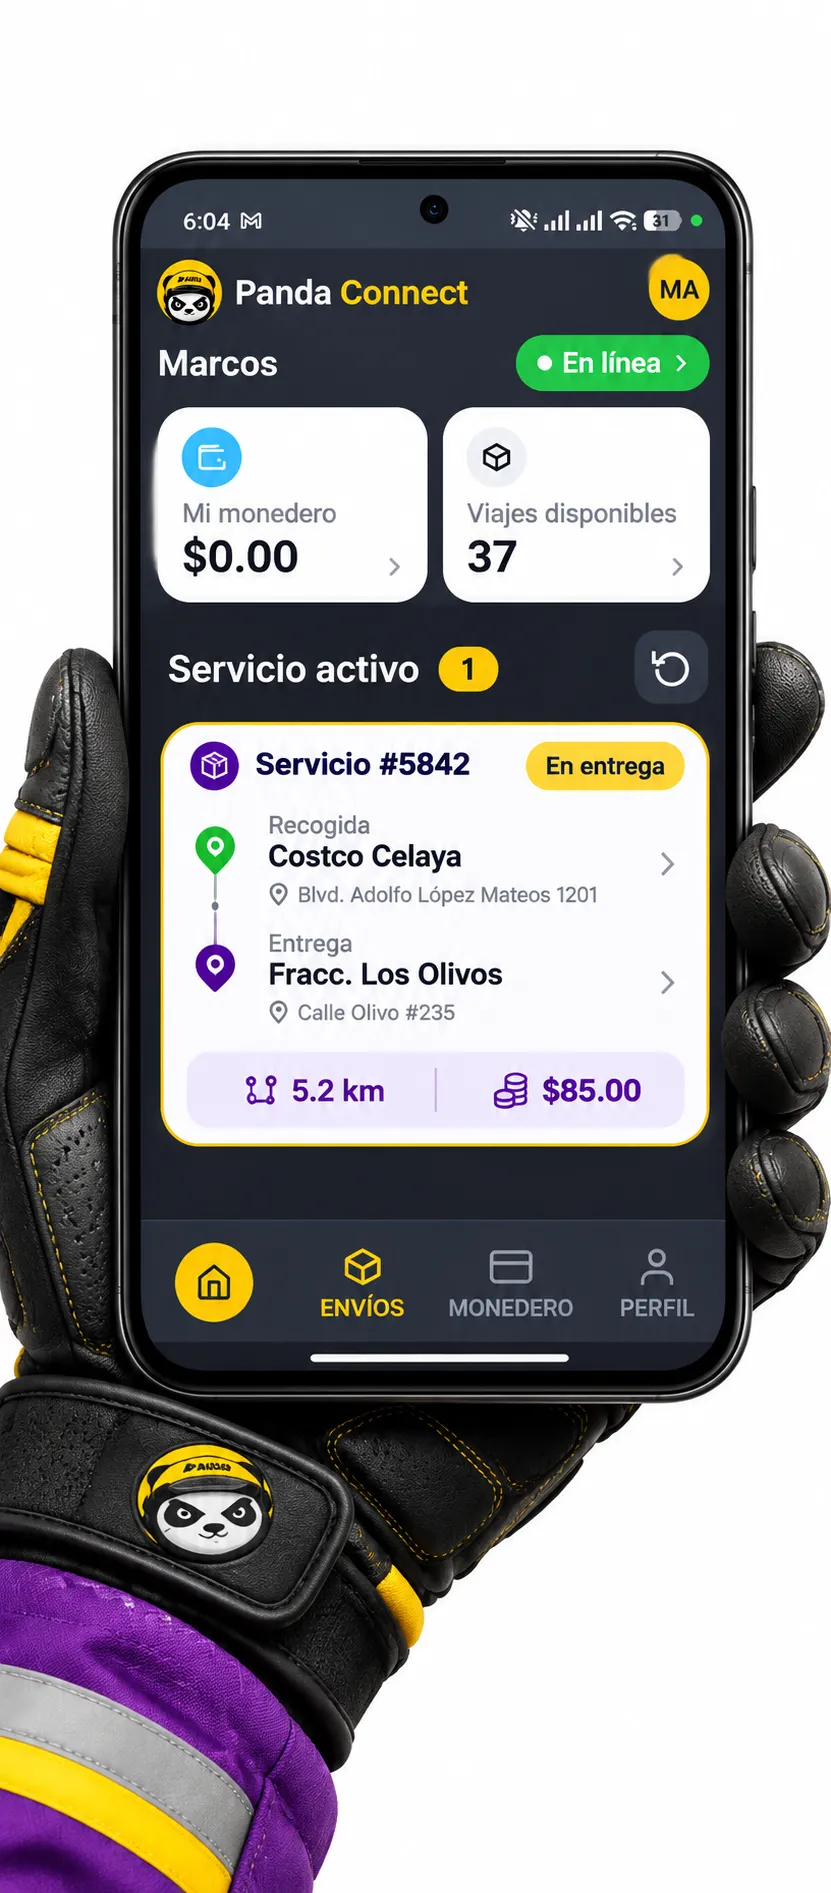 6:04
31
Panda Connect
MA
Marcos
En línea
Mi monedero
$0.00
Viajes disponibles
37
Servicio activo 1
Servicio #5842
En entrega
Recogida
Costco Celaya
Blvd. Adolfo López Mateos 1201
Entrega
Fracc. Los Olivos
Calle Olivo #235
5.2 km
$85.00
ENVÍOS
MONEDERO
PERFIL